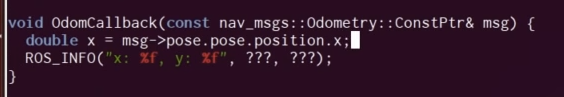 void OdomCallback(const nav_msgs::Odometry::ConstPtr& msg) {
  double x = msg->pose.pose.position.x;
  ROS_INFO("x: %f, y: %f", ???, ???);
}